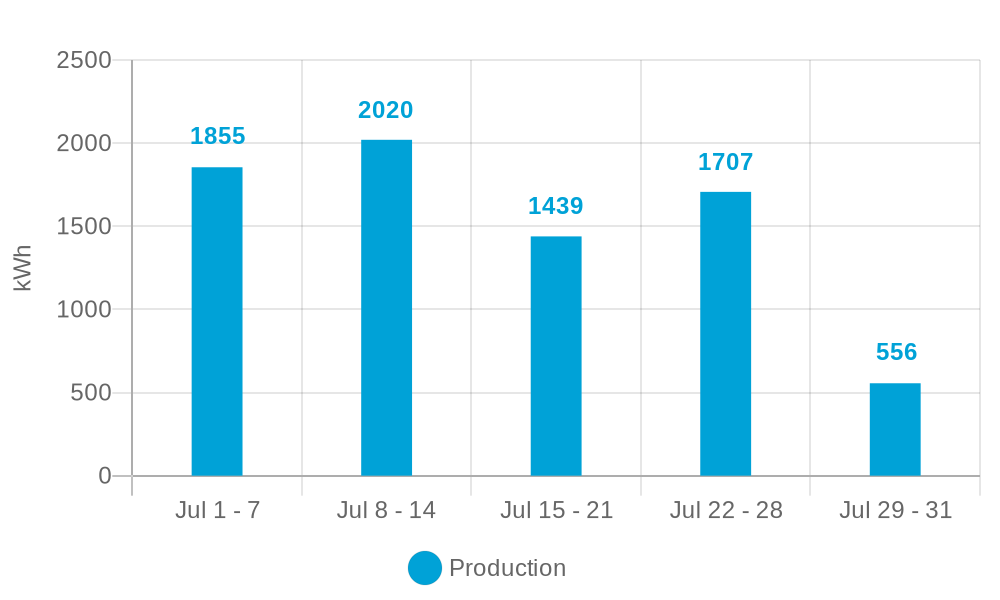 2500
2000
1500
1000
500
0
kWh
1855
2020
1439
1707
556
Jul 1 - 7
Jul 8 - 14
Jul 15 - 21
Jul 22 - 28
Jul 29 - 31
Production